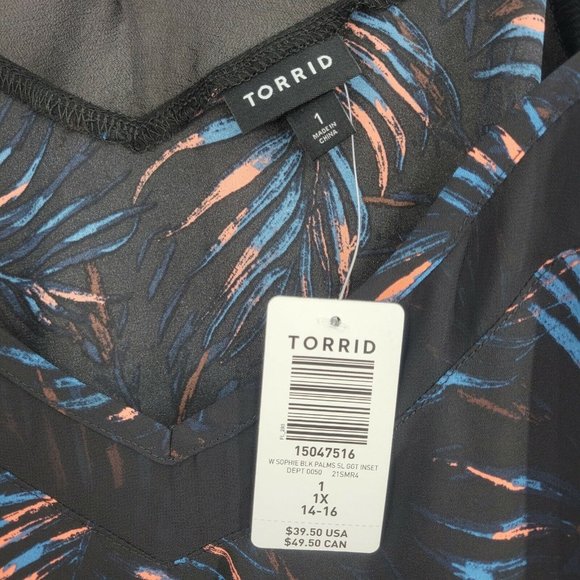 TORRID
1
MADE IN
CHINA
TORRID
15047516
W SOPHIE BLK PALMS SL GGT INSET
DEPT 0050 21SMR4
1
1X
14-16
$39.50 USA
$49.50 CAN